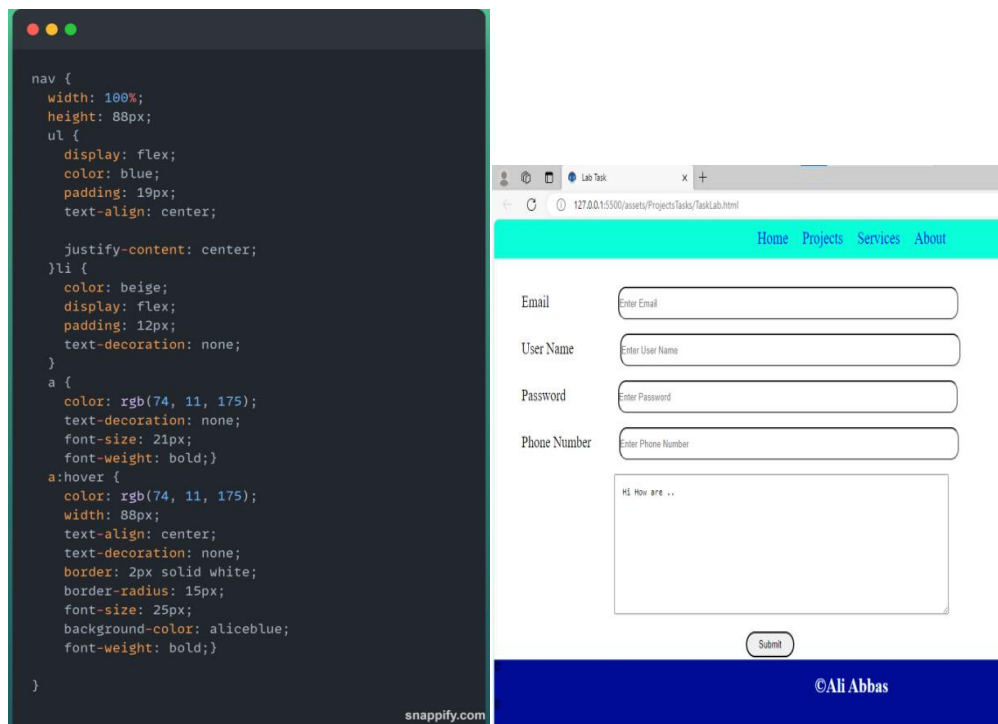 nav {
width: 100%;
height: 88px;
ul {
display: flex;
color: blue;
padding: 19px;
text-align: center;
justify-content: center;
}li {
color: beige;
display: flex;
padding: 12px;
text-decoration: none;
}
a {
color: rgb(74, 11, 175);
text-decoration: none;
font-size: 21px;
font-weight: bold;}
a:hover {
color: rgb(74, 11, 175);
width: 88px;
text-align: center;
text-decoration: none;
border: 2px solid white;
border-radius: 15px;
font-size: 25px;
background-color: aliceblue;
font-weight: bold;}
}
snappify.com
Lab Task
127.0.0.1:5500/assets/ProjectsTasks/TaskLab.html
Home Projects Services About
Email Enter Email
User Name Enter User Name
Password Enter Password
Phone Number Enter Phone Number
Hi How are ..
Submit
©Ali Abbas